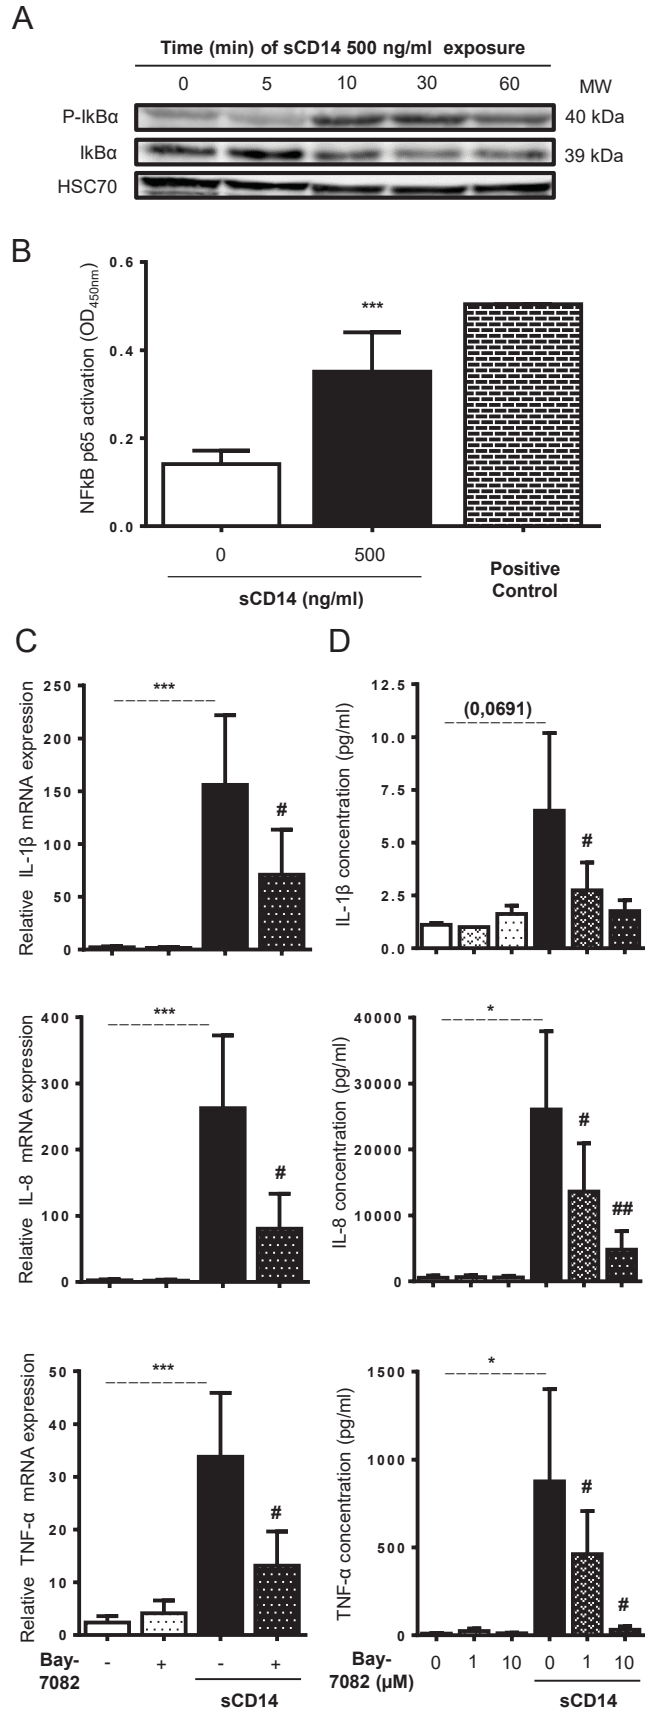 A
Time (min) of sCD14 500 ng/ml exposure
0 5 10 30 60 MW
P-IkBα 40 kDa
IkBα 39 kDa
HSC70
B
NFkB p65 activation (OD450nm)
0.6
0.4
0.2
0.0
***
0 500
sCD14 (ng/ml)
Positive
Control
C
Relative IL-1β mRNA expression
250
200
150
100
50
0
***
#
D
IL-1β concentration (pg/ml)
12.5
10.0
7.5
5.0
2.5
0.0
(0,0691)
#
Relative IL-8 mRNA expression
400
300
200
100
0
***
#
IL-8 concentration (pg/ml)
40000
30000
20000
10000
0
*
#
##
Relative TNF-α mRNA expression
50
40
30
20
10
0
***
#
Bay-
7082
- + - +
sCD14
TNF-α concentration (pg/ml)
1500
1000
500
0
*
#
#
Bay-
7082 (μM)
0 1 10 0 1 10
sCD14